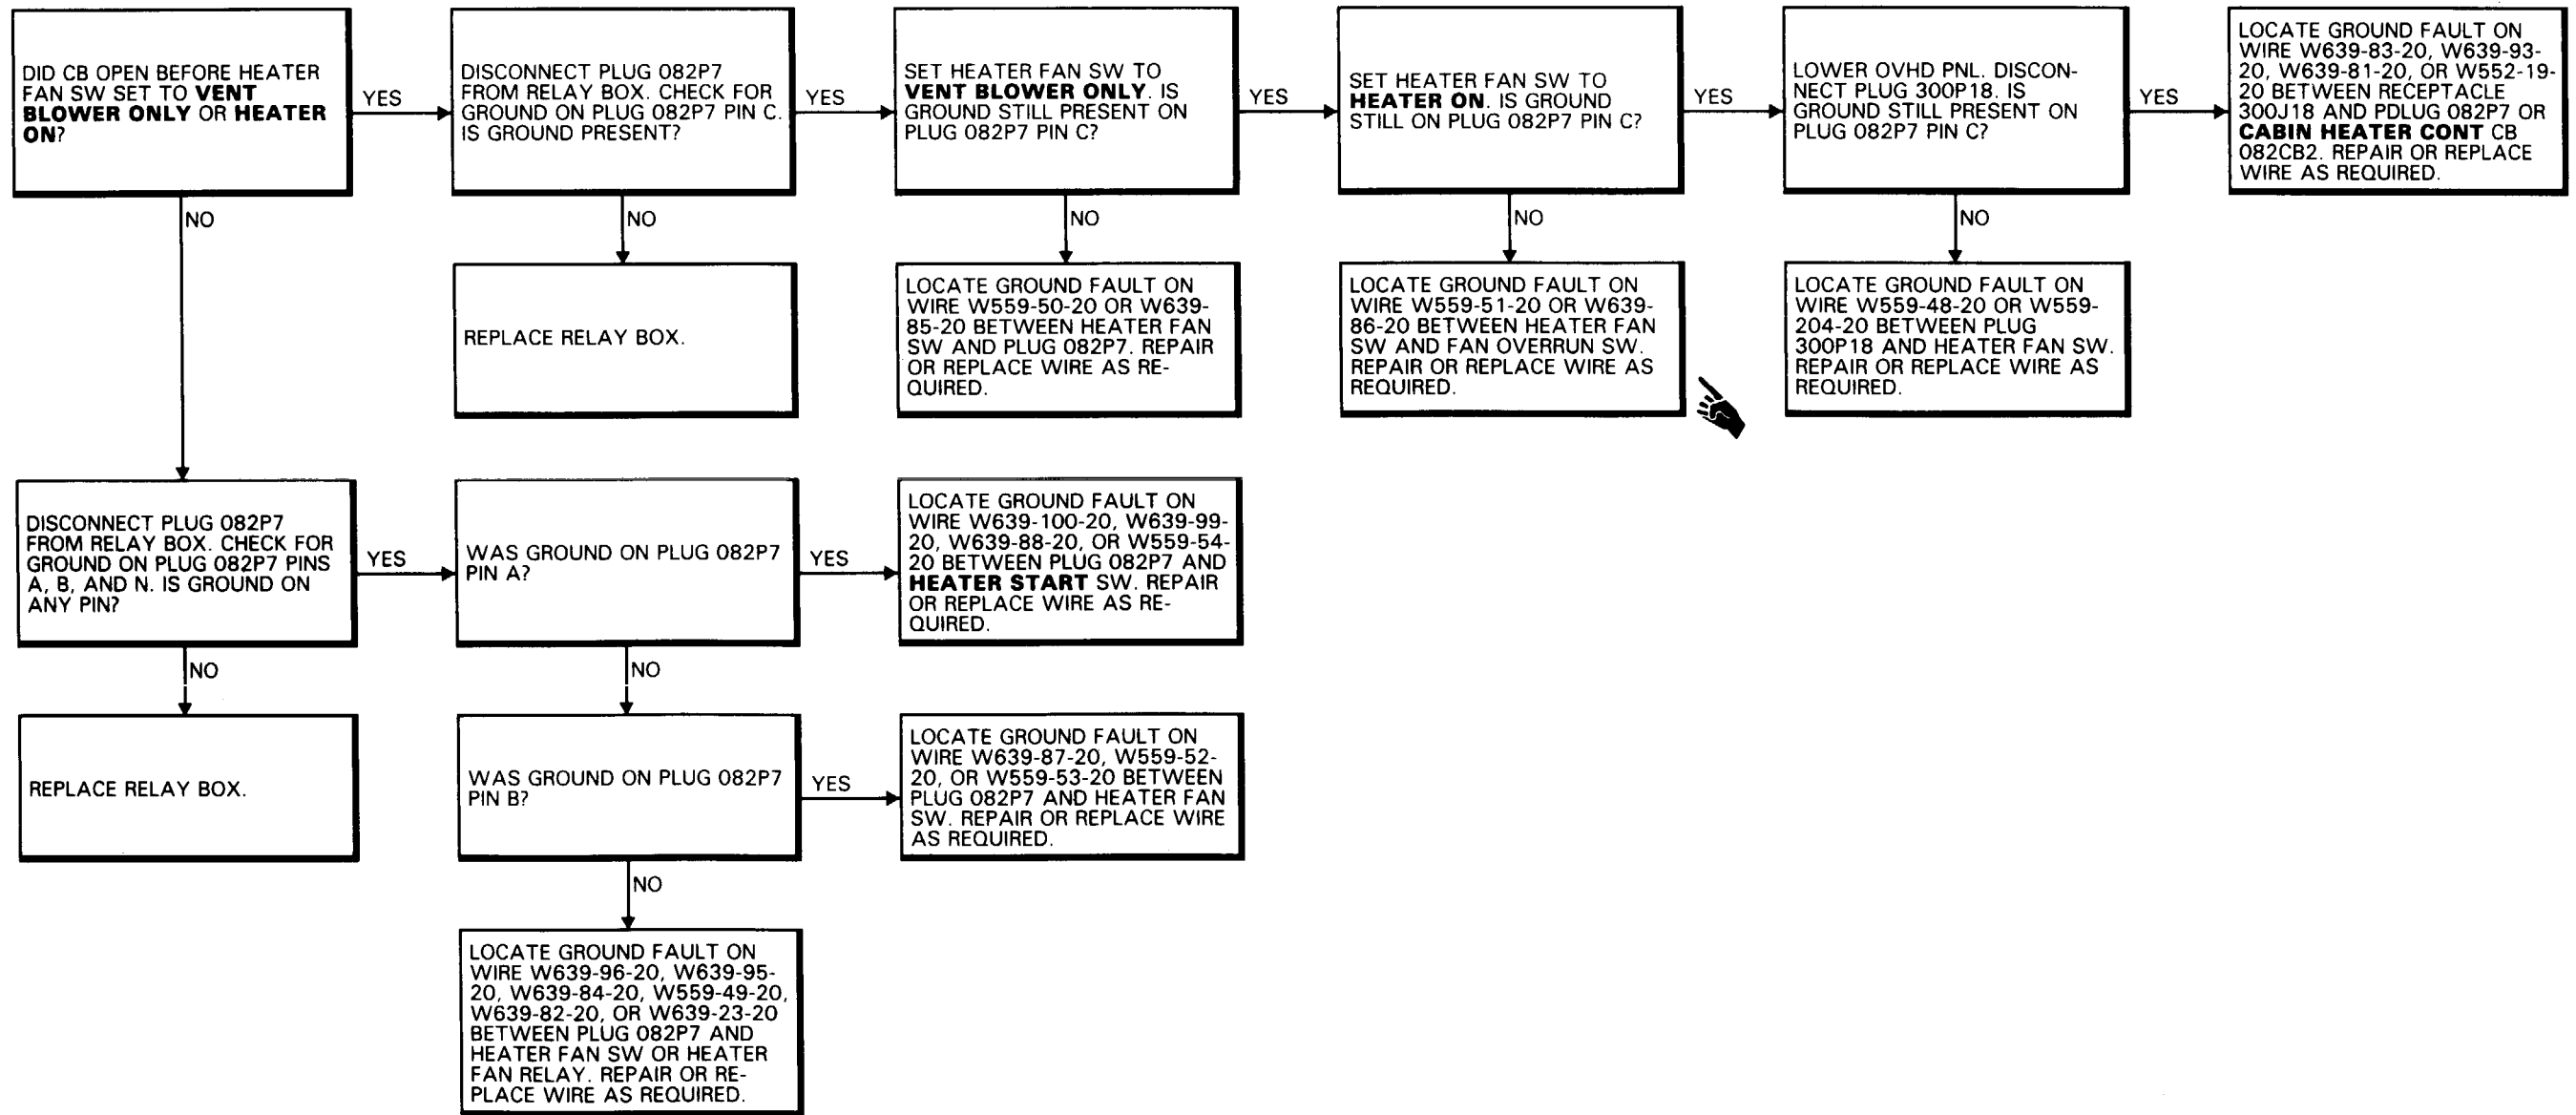 DID CB OPEN BEFORE HEATER
FAN SW SET TO VENT
BLOWER ONLY OR HEATER
ON?
YES
DISCONNECT PLUG 082P7
FROM RELAY BOX. CHECK FOR
GROUND ON PLUG 082P7 PIN C.
IS GROUND PRESENT?
YES
SET HEATER FAN SW TO
VENT BLOWER ONLY. IS
GROUND STILL PRESENT ON
PLUG 082P7 PIN C?
YES
SET HEATER FAN SW TO
HEATER ON. IS GROUND
STILL ON PLUG 082P7 PIN C?
YES
LOWER OVHD PNL. DISCON-
NECT PLUG 300P18. IS
GROUND STILL PRESENT ON
PLUG 082P7 PIN C?
YES
LOCATE GROUND FAULT ON
WIRE W639-83-20, W639-93-
20, W639-81-20, OR W552-19-
20 BETWEEN RECEPTACLE
300J18 AND PDLUG 082P7 OR
CABIN HEATER CONT CB
082CB2. REPAIR OR REPLACE
WIRE AS REQUIRED.
NO
NO
NO
NO
NO
REPLACE RELAY BOX.
LOCATE GROUND FAULT ON
WIRE W559-50-20 OR W639-
85-20 BETWEEN HEATER FAN
SW AND PLUG 082P7. REPAIR
OR REPLACE WIRE AS RE-
QUIRED.
LOCATE GROUND FAULT ON
WIRE W559-51-20 OR W639-
86-20 BETWEEN HEATER FAN
SW AND FAN OVERRUN SW.
REPAIR OR REPLACE WIRE AS
REQUIRED.
LOCATE GROUND FAULT ON
WIRE W559-48-20 OR W559-
204-20 BETWEEN PLUG
300P18 AND HEATER FAN SW.
REPAIR OR REPLACE WIRE AS
REQUIRED.
DISCONNECT PLUG 082P7
FROM RELAY BOX. CHECK FOR
GROUND ON PLUG 082P7 PINS
A, B, AND N. IS GROUND ON
ANY PIN?
YES
WAS GROUND ON PLUG 082P7
PIN A?
YES
LOCATE GROUND FAULT ON
WIRE W639-100-20, W639-99-
20, W639-88-20, OR W559-54-
20 BETWEEN PLUG 082P7 AND
HEATER START SW. REPAIR
OR REPLACE WIRE AS RE-
QUIRED.
NO
NO
REPLACE RELAY BOX.
WAS GROUND ON PLUG 082P7
PIN B?
YES
LOCATE GROUND FAULT ON
WIRE W639-87-20, W559-52-
20, OR W559-53-20 BETWEEN
PLUG 082P7 AND HEATER FAN
SW. REPAIR OR REPLACE WIRE
AS REQUIRED.
NO
LOCATE GROUND FAULT ON
WIRE W639-96-20, W639-95-
20, W639-84-20, W559-49-20,
W639-82-20, OR W639-23-20
BETWEEN PLUG 082P7 AND
HEATER FAN SW OR HEATER
FAN RELAY. REPAIR OR RE-
PLACE WIRE AS REQUIRED.